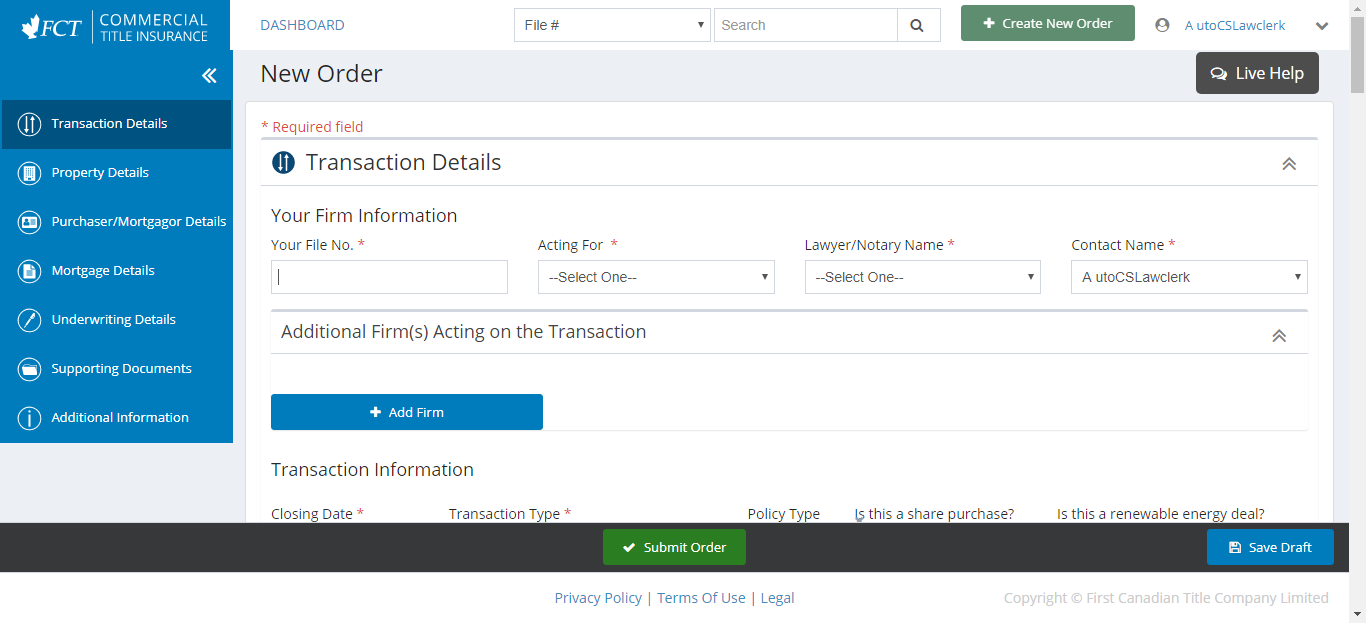 FCT COMMERCIAL TITLE INSURANCE
DASHBOARD
File #
Search
Create New Order
A utoCSLawclerk
New Order
Live Help
Transaction Details
Property Details
Purchaser/Mortgagor Details
Mortgage Details
Underwriting Details
Supporting Documents
Additional Information
* Required field
Transaction Details
Your Firm Information
Your File No. * Acting For * Lawyer/Notary Name * Contact Name *
--Select One-- --Select One-- A utoCSLawclerk
Additional Firm(s) Acting on the Transaction
Add Firm
Transaction Information
Closing Date * Transaction Type * Policy Type Is this a share purchase? Is this a renewable energy deal?
Submit Order
Save Draft
Privacy Policy | Terms Of Use | Legal
Copyright © First Canadian Title Company Limited